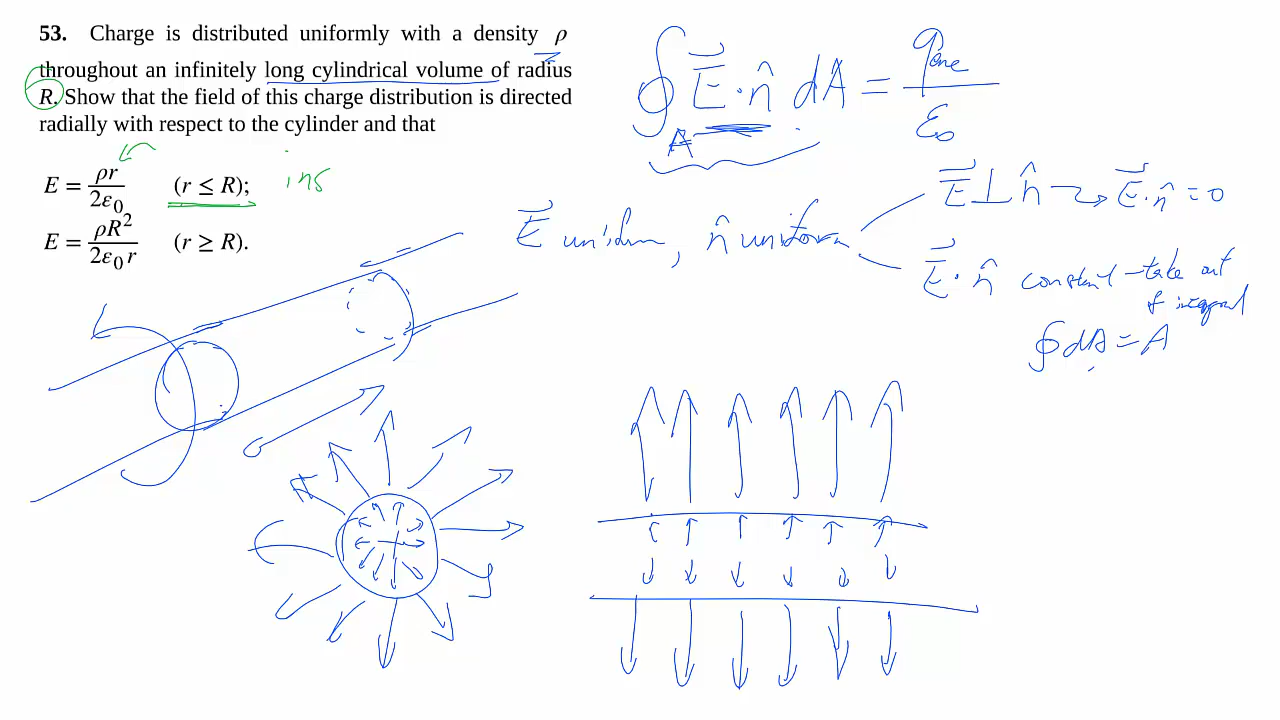 53. Charge is distributed uniformly with a density ρ
throughout an infinitely long cylindrical volume of radius
R. Show that the field of this charge distribution is directed
radially with respect to the cylinder and that
E = ρr/2ε₀ (r ≤ R); ins
E = ρR²/2ε₀r (r ≥ R).
∮_A E⃗·n̂ dA = q_enc/ε₀
E⃗ ⊥ n̂ → E⃗·n̂ = 0
E⃗ uniform, n̂ uniform
E⃗·n̂ constant – take out
of integral
∮dA = A